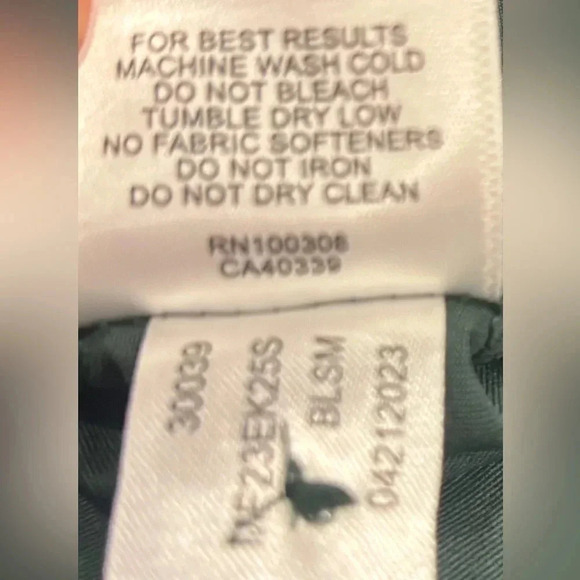 FOR BEST RESULTS
MACHINE WASH COLD
DO NOT BLEACH
TUMBLE DRY LOW
NO FABRIC SOFTENERS
DO NOT IRON
DO NOT DRY CLEAN
RN100308
CA40339
30039
BLSM
04212023